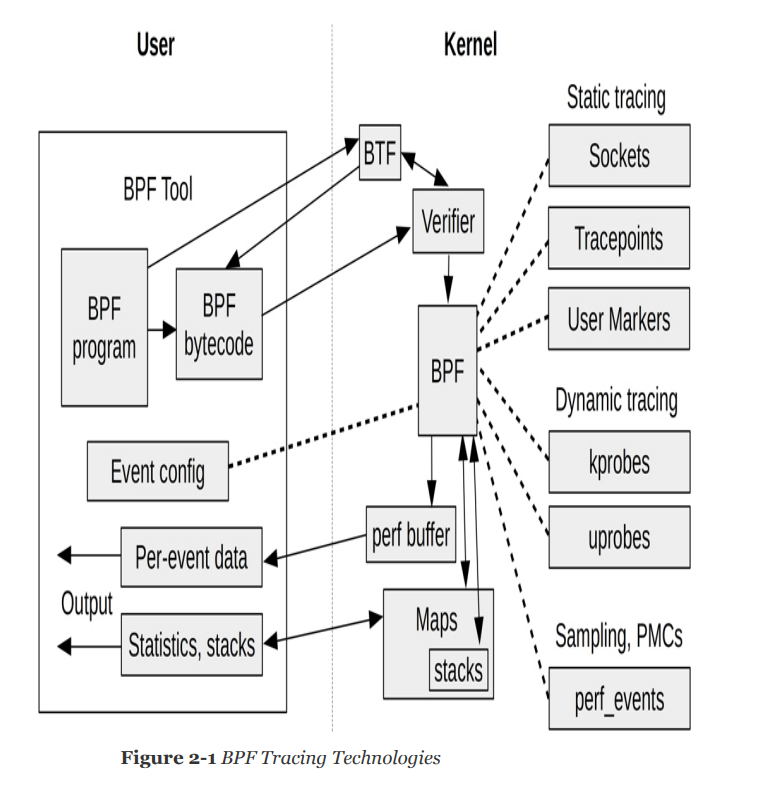 User
Kernel
Static tracing
BTF
Sockets
BPF Tool
Verifier
Tracepoints
BPF
program
BPF
bytecode
User Markers
BPF
Dynamic tracing
Event config
kprobes
perf buffer
uprobes
Per-event data
Output
Maps
Statistics, stacks
stacks
Sampling, PMCs
perf_events
Figure 2-1 BPF Tracing Technologies